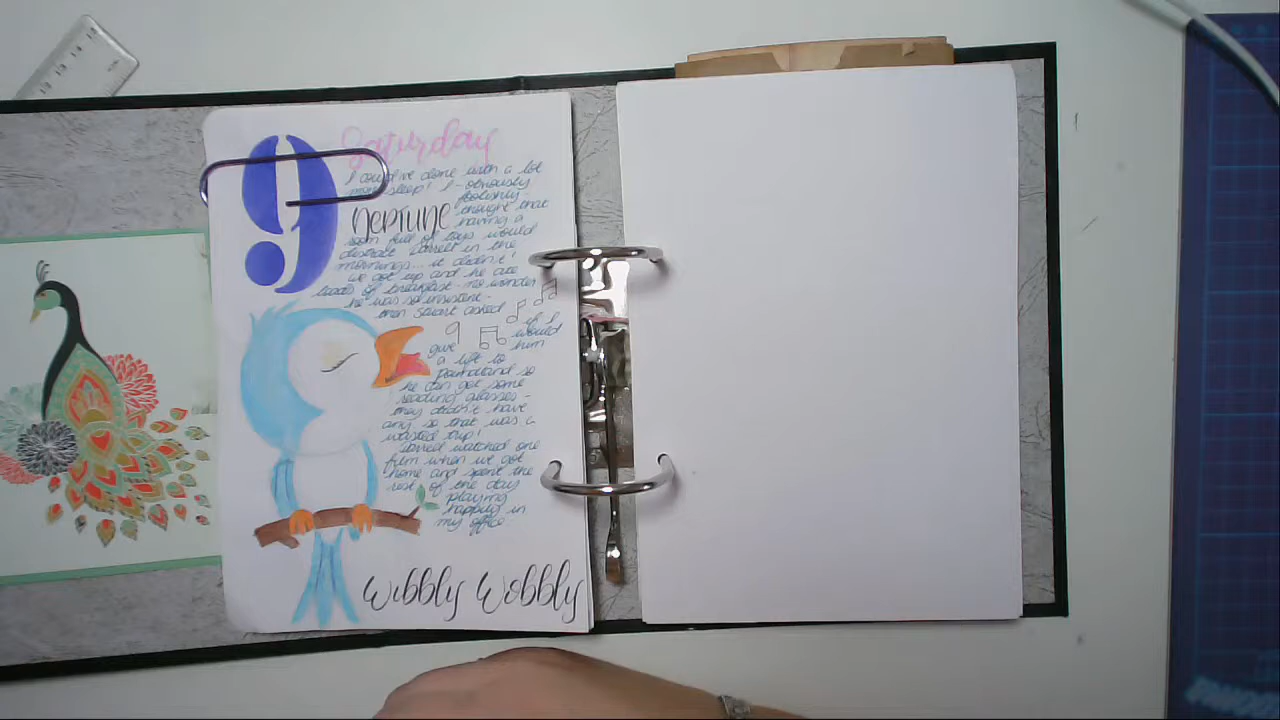 9
Saturday
I could've done with a lot
more sleep! I - obviously
foolishly -
NEPTUNE thought that
having a
room full of toys would
distract in the
mornings... it didn't!
We got up and he ate
loads of breakfast - no wonder
he was so insistent -
then Stuart asked
if I
would
give him
a lift to
poundland so
he can get some
reading glasses -
they didn't have
any so that was a
wasted trip!
watched one
film when we got
home and spent the
rest of the day
playing
happily in
my office.
Wibbly Wobbly